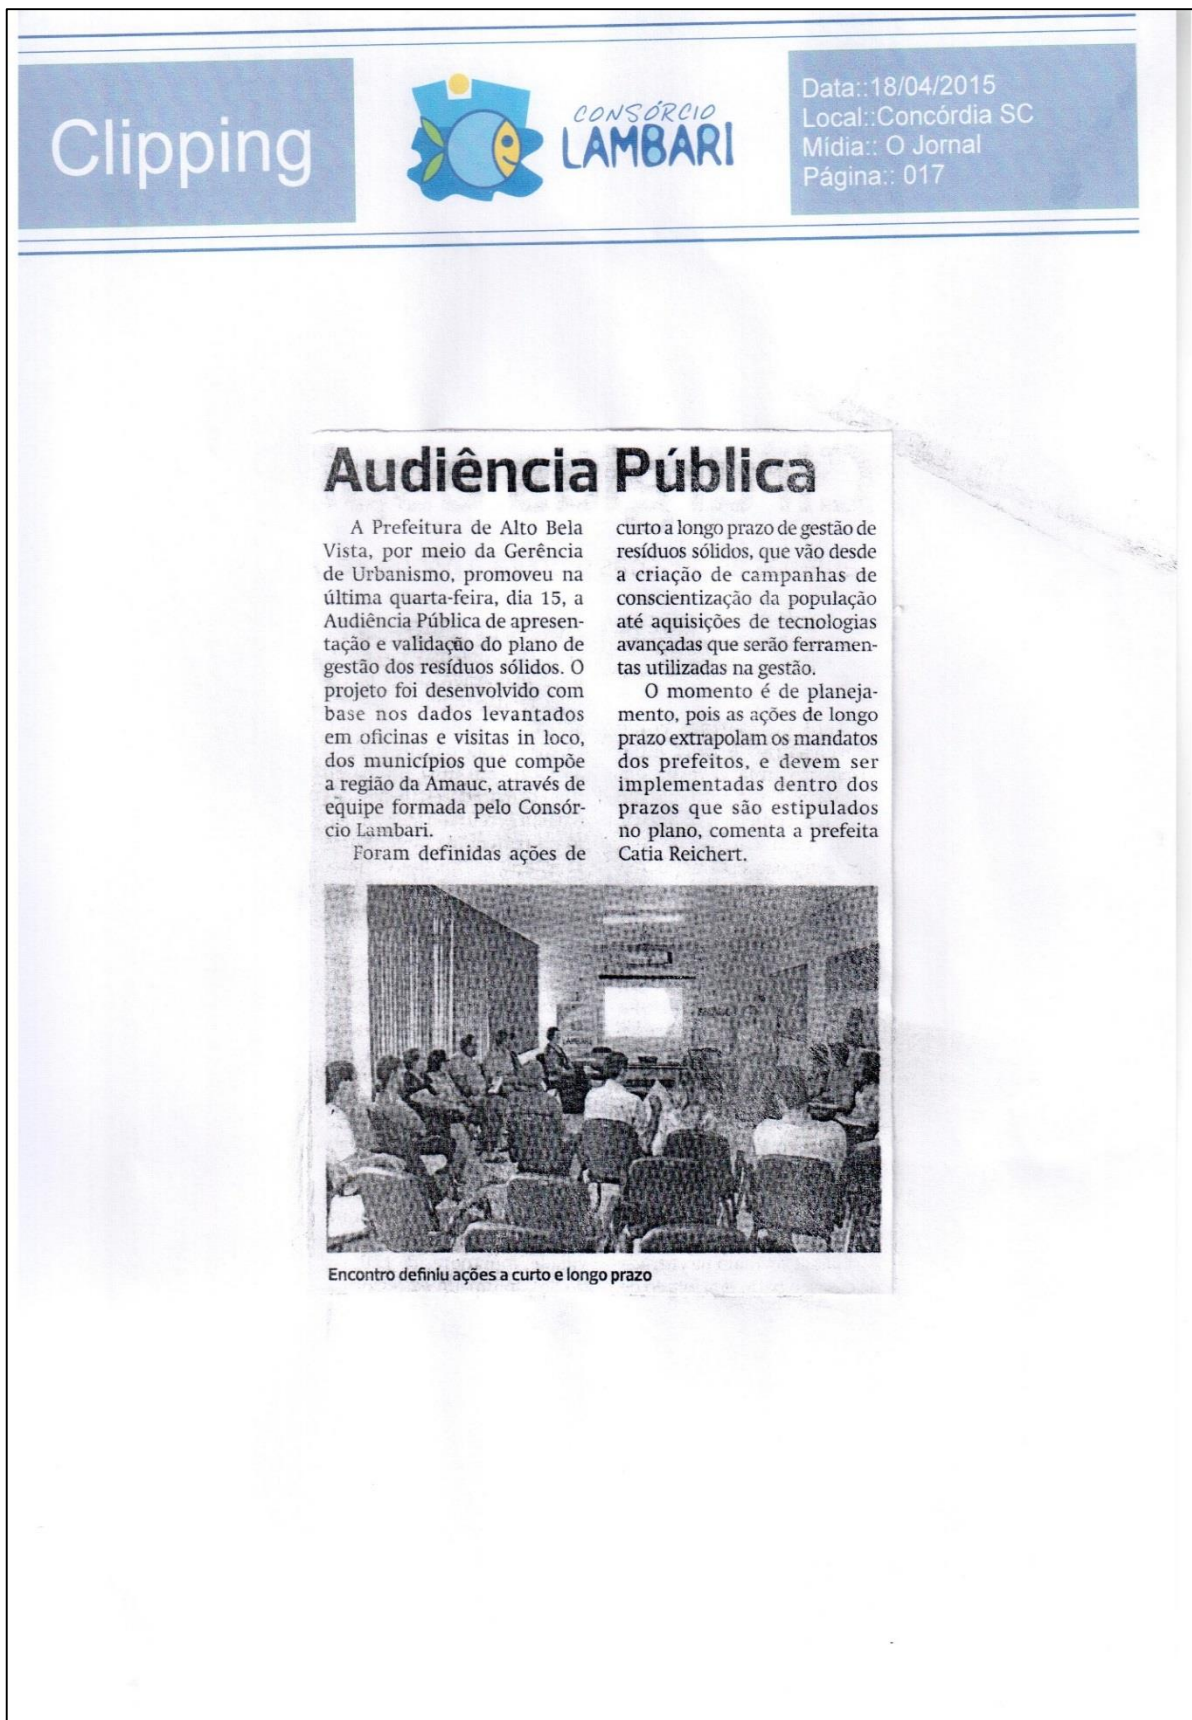 Clipping
CONSÓRCIO
LAMBARI
Data::18/04/2015
Local::Concórdia SC
Mídia:: O Jornal
Página:: 017
Audiência Pública
A Prefeitura de Alto Bela
Vista, por meio da Gerência
de Urbanismo, promoveu na
última quarta-feira, dia 15, a
Audiência Pública de apresen-
tação e validação do plano de
gestão dos resíduos sólidos. O
projeto foi desenvolvido com
base nos dados levantados
em oficinas e visitas in loco,
dos municípios que compõe
a região da Amauc, através de
equipe formada pelo Consór-
cio Lambari.
Foram definidas ações de
curto a longo prazo de gestão de
resíduos sólidos, que vão desde
a criação de campanhas de
conscientização da população
até aquisições de tecnologias
avançadas que serão ferramen-
tas utilizadas na gestão.
O momento é de planeja-
mento, pois as ações de longo
prazo extrapolam os mandatos
dos prefeitos, e devem ser
implementadas dentro dos
prazos que são estipulados
no plano, comenta a prefeita
Catia Reichert.
LAMBARI
Encontro definiu ações a curto e longo prazo